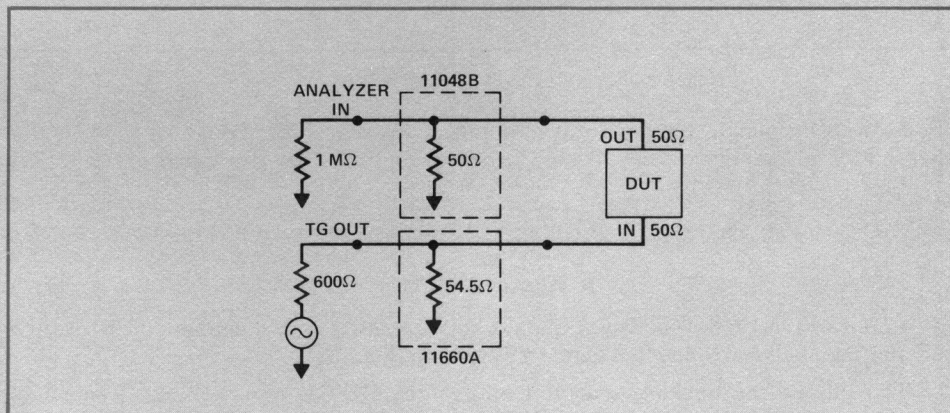 11048B
ANALYZER
IN
1 MΩ
50Ω
OUT 50Ω
DUT
IN 50Ω
TG OUT
600Ω
54.5Ω
11660A